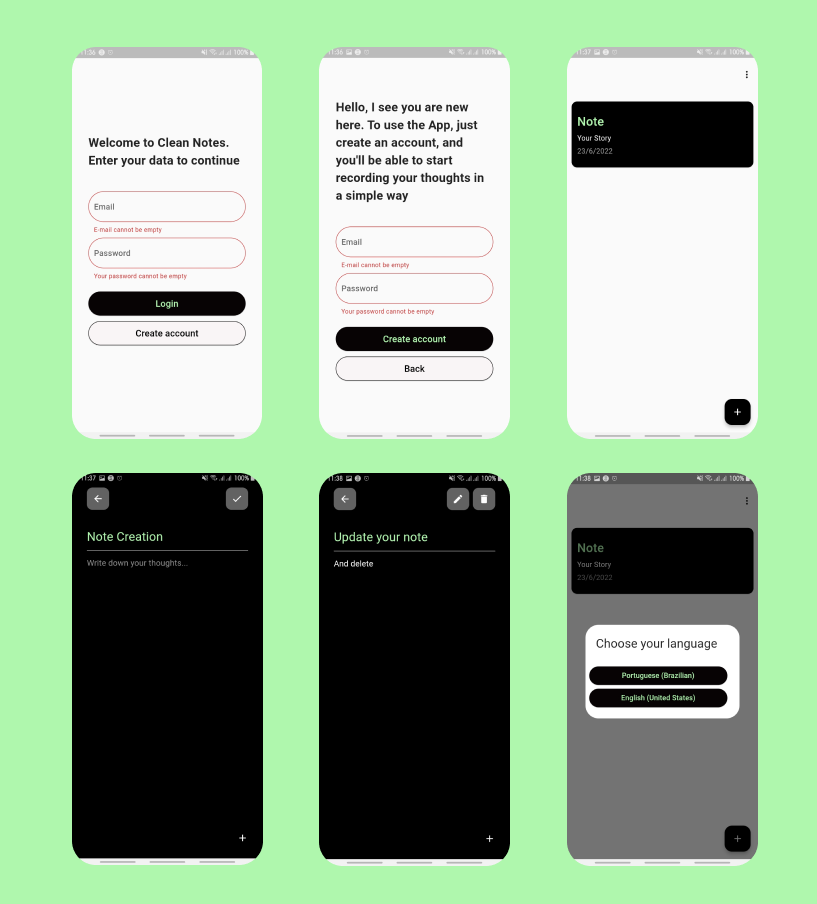 11:36
100%
Welcome to Clean Notes.
Enter your data to continue
Email
E-mail cannot be empty
Password
Your password cannot be empty
Login
Create account
11:36
100%
Hello, I see you are new
here. To use the App, just
create an account, and
you'll be able to start
recording your thoughts in
a simple way
Email
E-mail cannot be empty
Password
Your password cannot be empty
Create account
Back
11:37
100%
Note
Your Story
23/6/2022
+
11:37
100%
Note Creation
Write down your thoughts...
+
11:38
100%
Update your note
And delete
+
11:38
100%
Note
Your Story
23/6/2022
Choose your language
Portuguese (Brazilian)
English (United States)
+